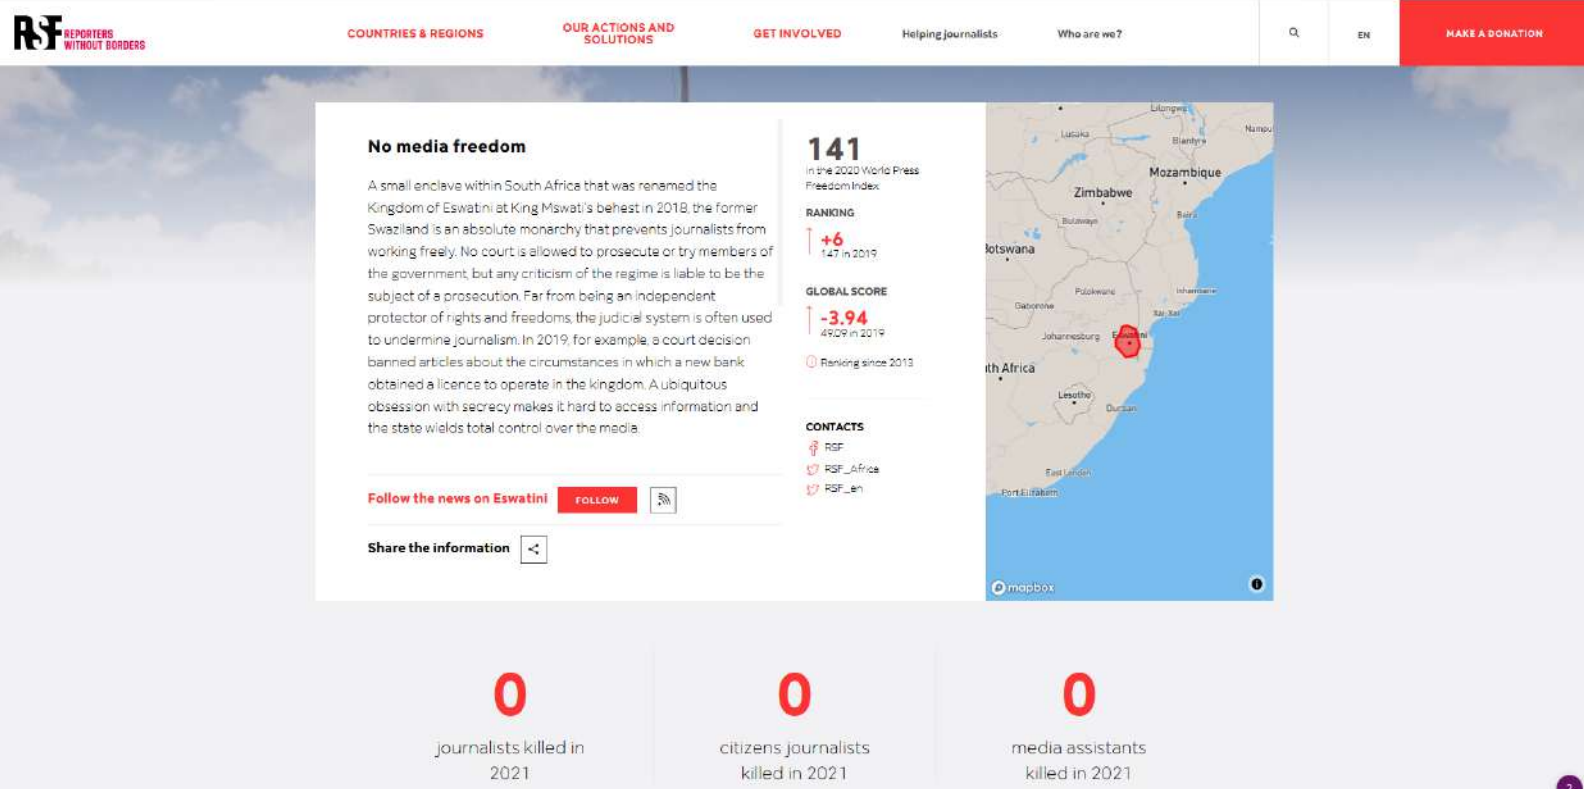 RSF REPORTERS
WITHOUT BORDERS
COUNTRIES & REGIONS
OUR ACTIONS AND
SOLUTIONS
GET INVOLVED
Helping journalists
Who are we?
EN
MAKE A DONATION
No media freedom
A small enclave within South Africa that was renamed the
Kingdom of Eswatini at King Mswati's behest in 2018, the former
Swaziland is an absolute monarchy that prevents journalists from
working freely. No court is allowed to prosecute or try members of
the government, but any criticism of the regime is liable to be the
subject of a prosecution. Far from being an independent
protector of rights and freedoms, the judicial system is often used
to undermine journalism. In 2019, for example, a court decision
banned articles about the circumstances in which a new bank
obtained a licence to operate in the kingdom. A ubiquitous
obsession with secrecy makes it hard to access information and
the state wields total control over the media.
Follow the news on Eswatini
FOLLOW
Share the information
141
in the 2020 World Press
Freedom Index
RANKING
+6
147 in 2019
GLOBAL SCORE
-3.94
49.09 in 2019
Ranking since 2013
CONTACTS
RSF
RSF_Africa
RSF_en
Lilongwe
Lusaka
Nampu
Blantyre
Mozambique
Zimbabwe
Bulawayo
Beira
Botswana
Polokwane
Inhambane
Gaborone
Xai-Xai
Johannesburg
Eswatini
th Africa
Lesotho
Durban
East London
Port Elizabeth
mapbox
0
journalists killed in
2021
0
citizens journalists
killed in 2021
0
media assistants
killed in 2021